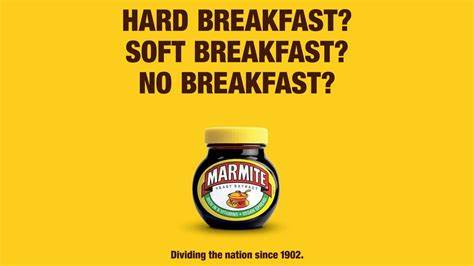 HARD BREAKFAST?
SOFT BREAKFAST?
NO BREAKFAST?
MARMITE
YEAST EXTRACT
Dividing the nation since 1902.